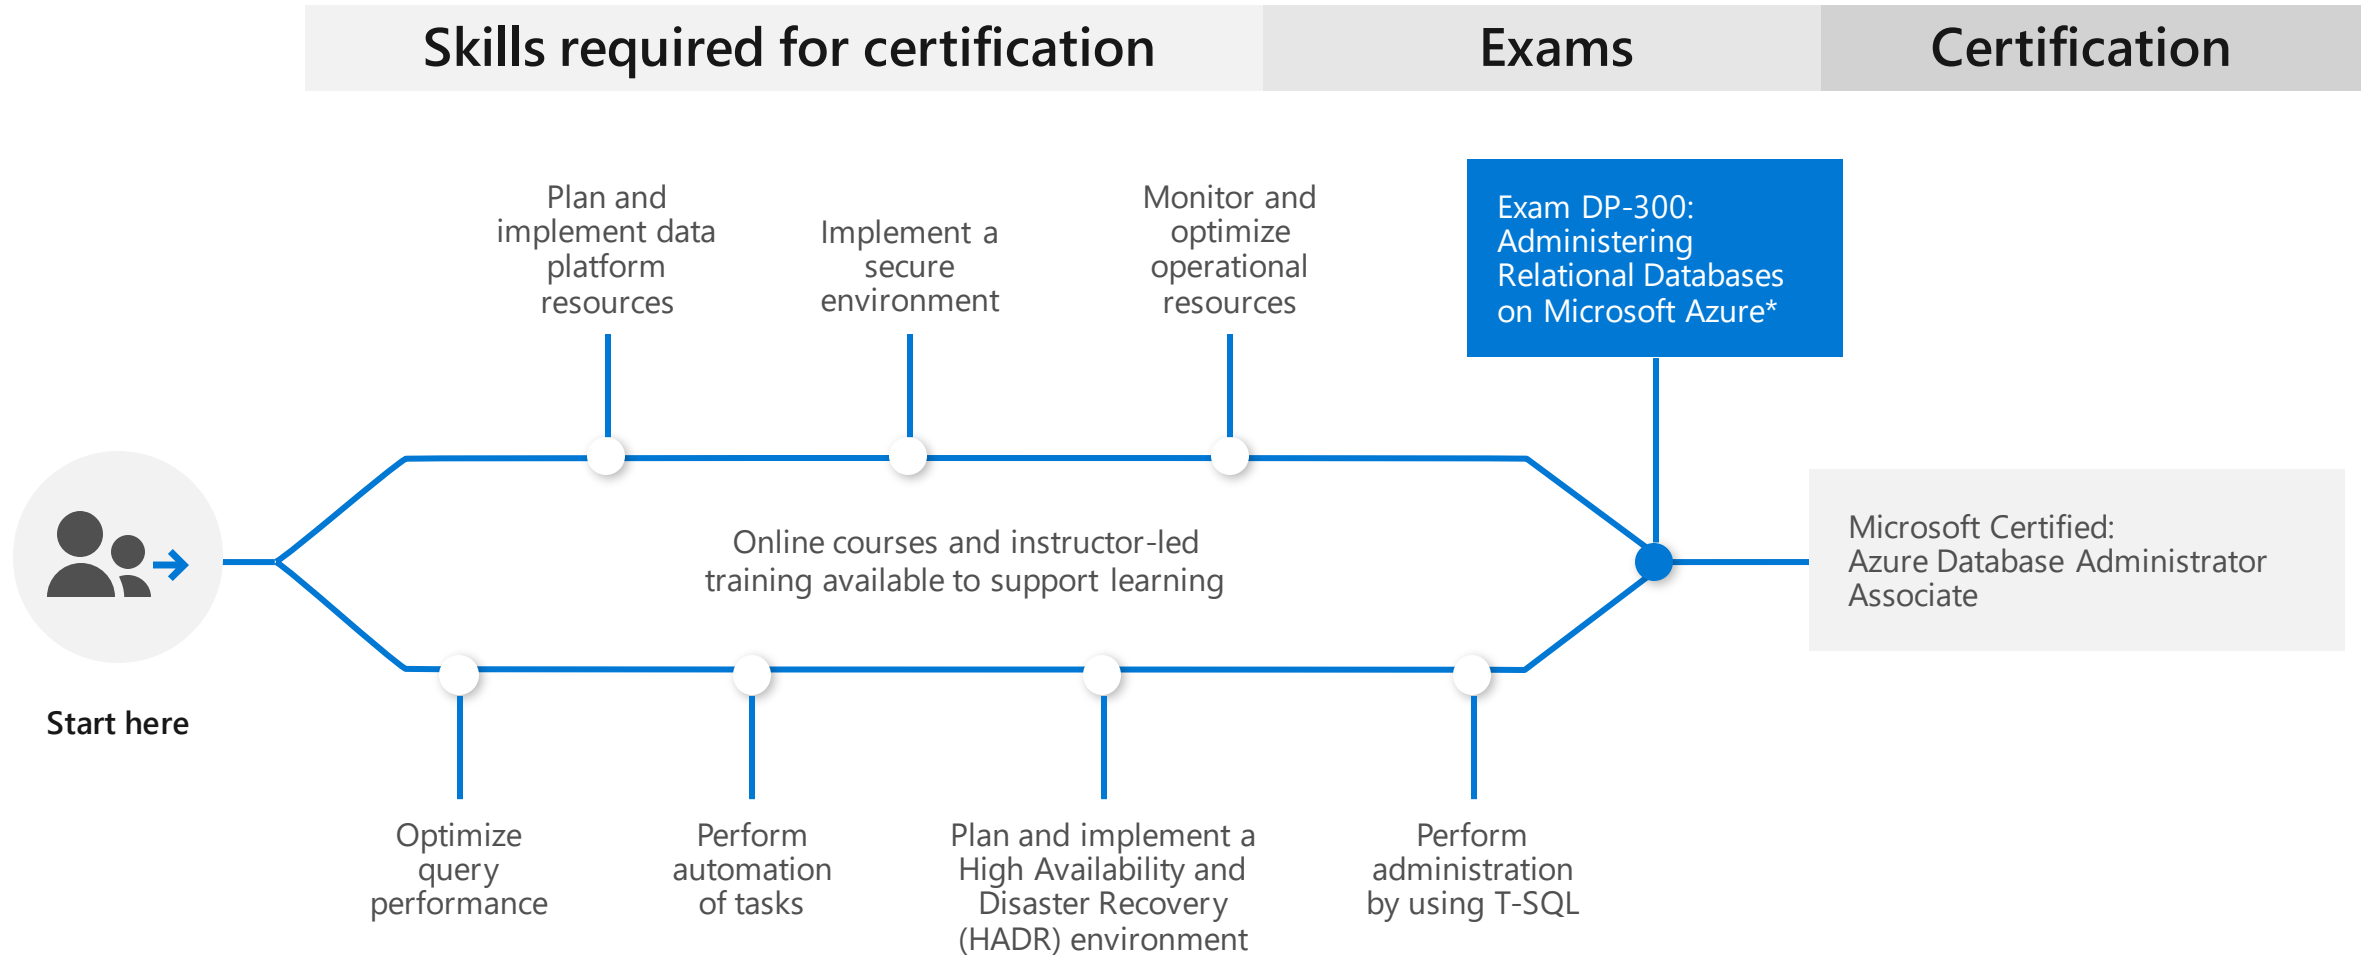 Skills required for certification
Exams
Certification
Plan and
implement data
platform
resources
Implement a
secure
environment
Monitor and
optimize
operational
resources
Exam DP-300:
Administering
Relational Databases
on Microsoft Azure*
Online courses and instructor-led
training available to support learning
Microsoft Certified:
Azure Database Administrator
Associate
Start here
Optimize
query
performance
Perform
automation
of tasks
Plan and implement a
High Availability and
Disaster Recovery
(HADR) environment
Perform
administration
by using T-SQL